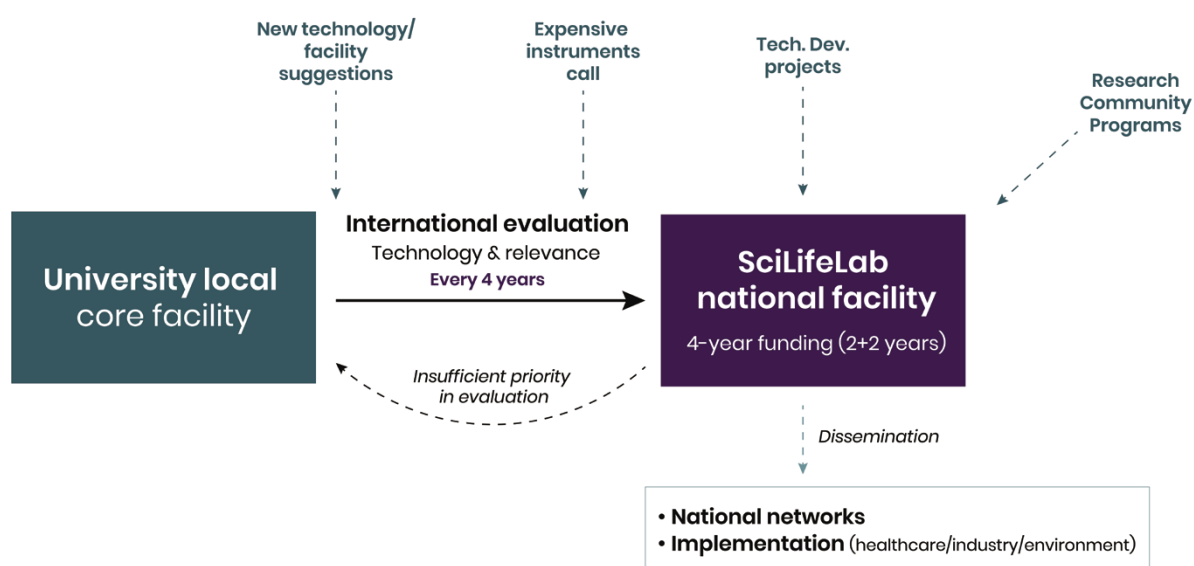 New technology/
facility
suggestions
Expensive
instruments
call
Tech. Dev.
projects
Research
Community
Programs
University local
core facility
International evaluation
Technology & relevance
Every 4 years
Insufficient priority
in evaluation
SciLifeLab
national facility
4-year funding (2+2 years)
Dissemination
• National networks
• Implementation (healthcare/industry/environment)